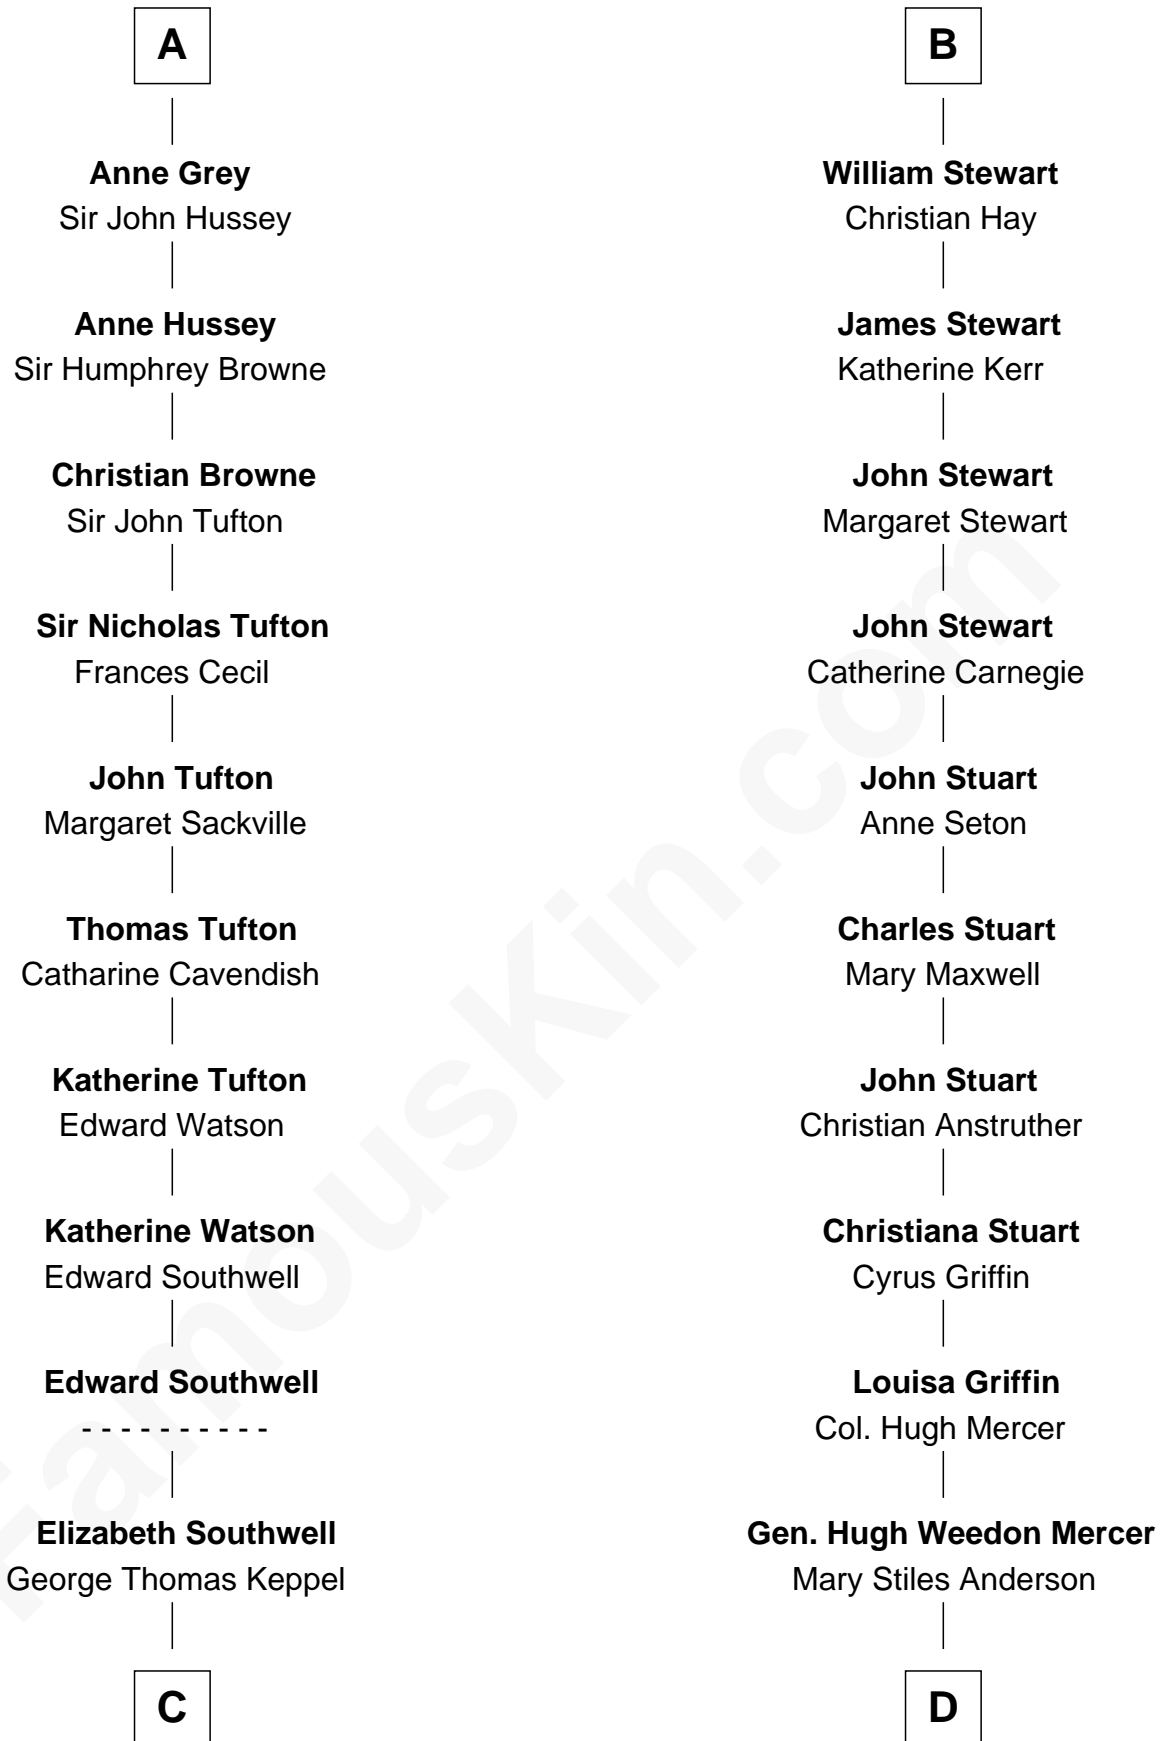 A
Anne Grey
Sir John Hussey
Anne Hussey
Sir Humphrey Browne
Christian Browne
Sir John Tufton
Sir Nicholas Tufton
Frances Cecil
John Tufton
Margaret Sackville
Thomas Tufton
Catharine Cavendish
Katherine Tufton
Edward Watson
Katherine Watson
Edward Southwell
Edward Southwell
- - - - - - - - - -
Elizabeth Southwell
George Thomas Keppel
C
B
William Stewart
Christian Hay
James Stewart
Katherine Kerr
John Stewart
Margaret Stewart
John Stewart
Catherine Carnegie
John Stuart
Anne Seton
Charles Stuart
Mary Maxwell
John Stuart
Christian Anstruther
Christiana Stuart
Cyrus Griffin
Louisa Griffin
Col. Hugh Mercer
Gen. Hugh Weedon Mercer
Mary Stiles Anderson
D
FamousKin.com